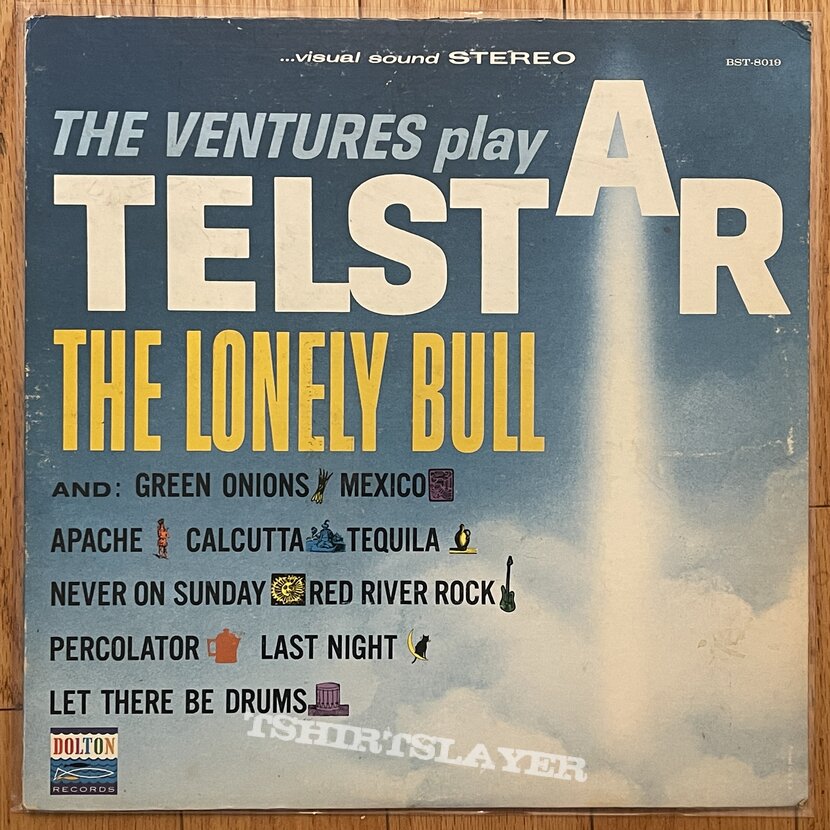 ...visual sound STEREO
BST-8019
THE VENTURES play
TELSTAR
THE LONELY BULL
AND: GREEN ONIONS MEXICO
APACHE CALCUTTA TEQUILA
NEVER ON SUNDAY RED RIVER ROCK
PERCOLATOR LAST NIGHT
LET THERE BE DRUMS
TSHIRTSLAYER
DOLTON
RECORDS